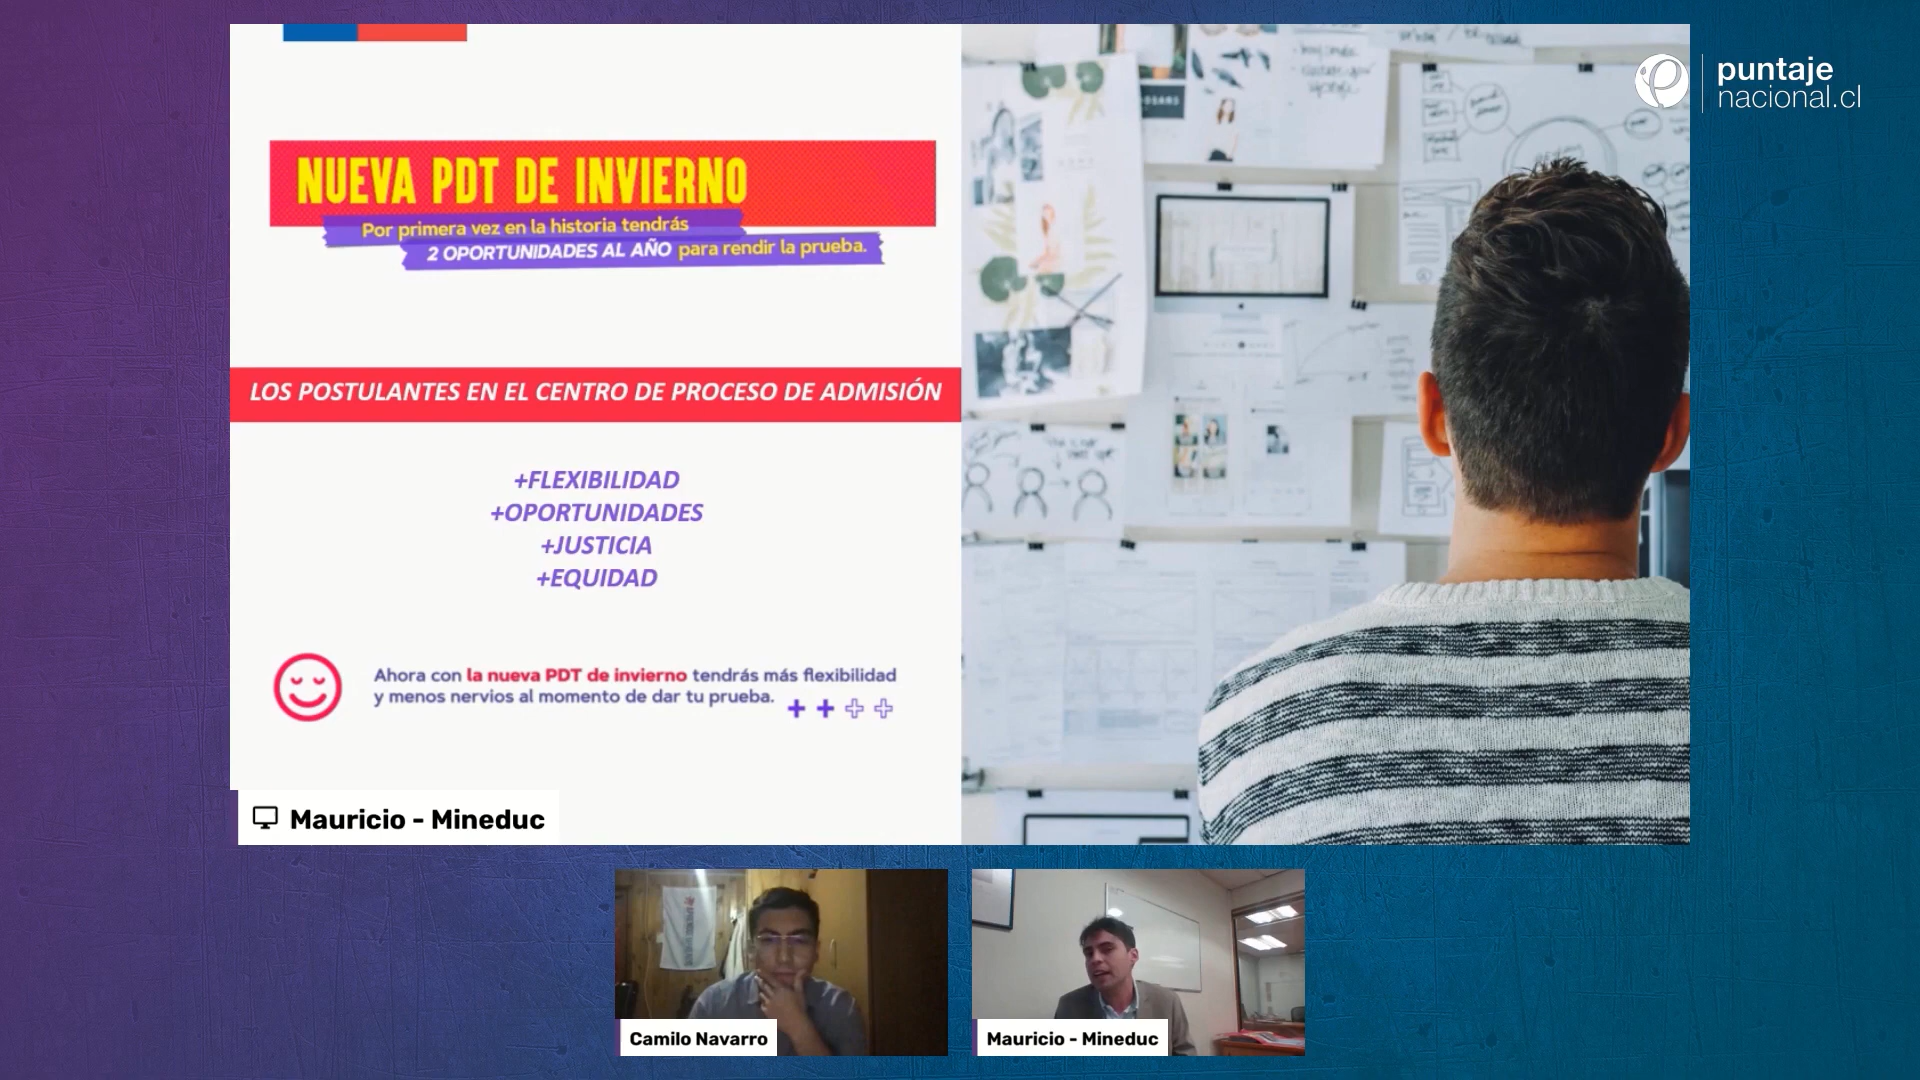 puntaje
nacional.cl
NUEVA PDT DE INVIERNO
Por primera vez en la historia tendrás
2 OPORTUNIDADES AL AÑO para rendir la prueba.
LOS POSTULANTES EN EL CENTRO DE PROCESO DE ADMISIÓN
+FLEXIBILIDAD
+OPORTUNIDADES
+JUSTICIA
+EQUIDAD
Ahora con la nueva PDT de invierno tendrás más flexibilidad
y menos nervios al momento de dar tu prueba.
Mauricio - Mineduc
Camilo Navarro
Mauricio - Mineduc